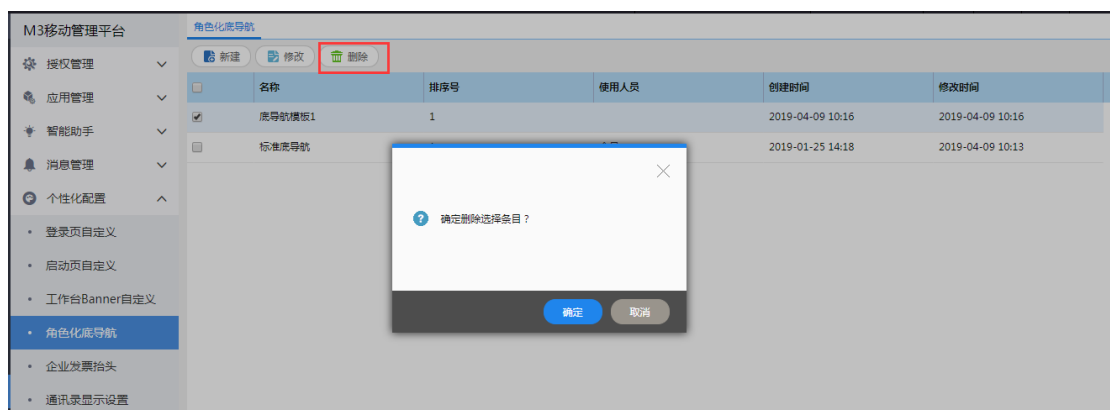 M3移动管理平台
角色化底导航
授权管理
应用管理
智能助手
消息管理
个性化配置
登录页自定义
启动页自定义
工作台Banner自定义
角色化底导航
企业发票抬头
通讯录显示设置
新建 修改 删除
名称 排序号 使用人员 创建时间 修改时间
底导航模板1 1 2019-04-09 10:16 2019-04-09 10:16
标准底导航 2019-01-25 14:18 2019-04-09 10:13
确定删除选择条目？
确定 取消